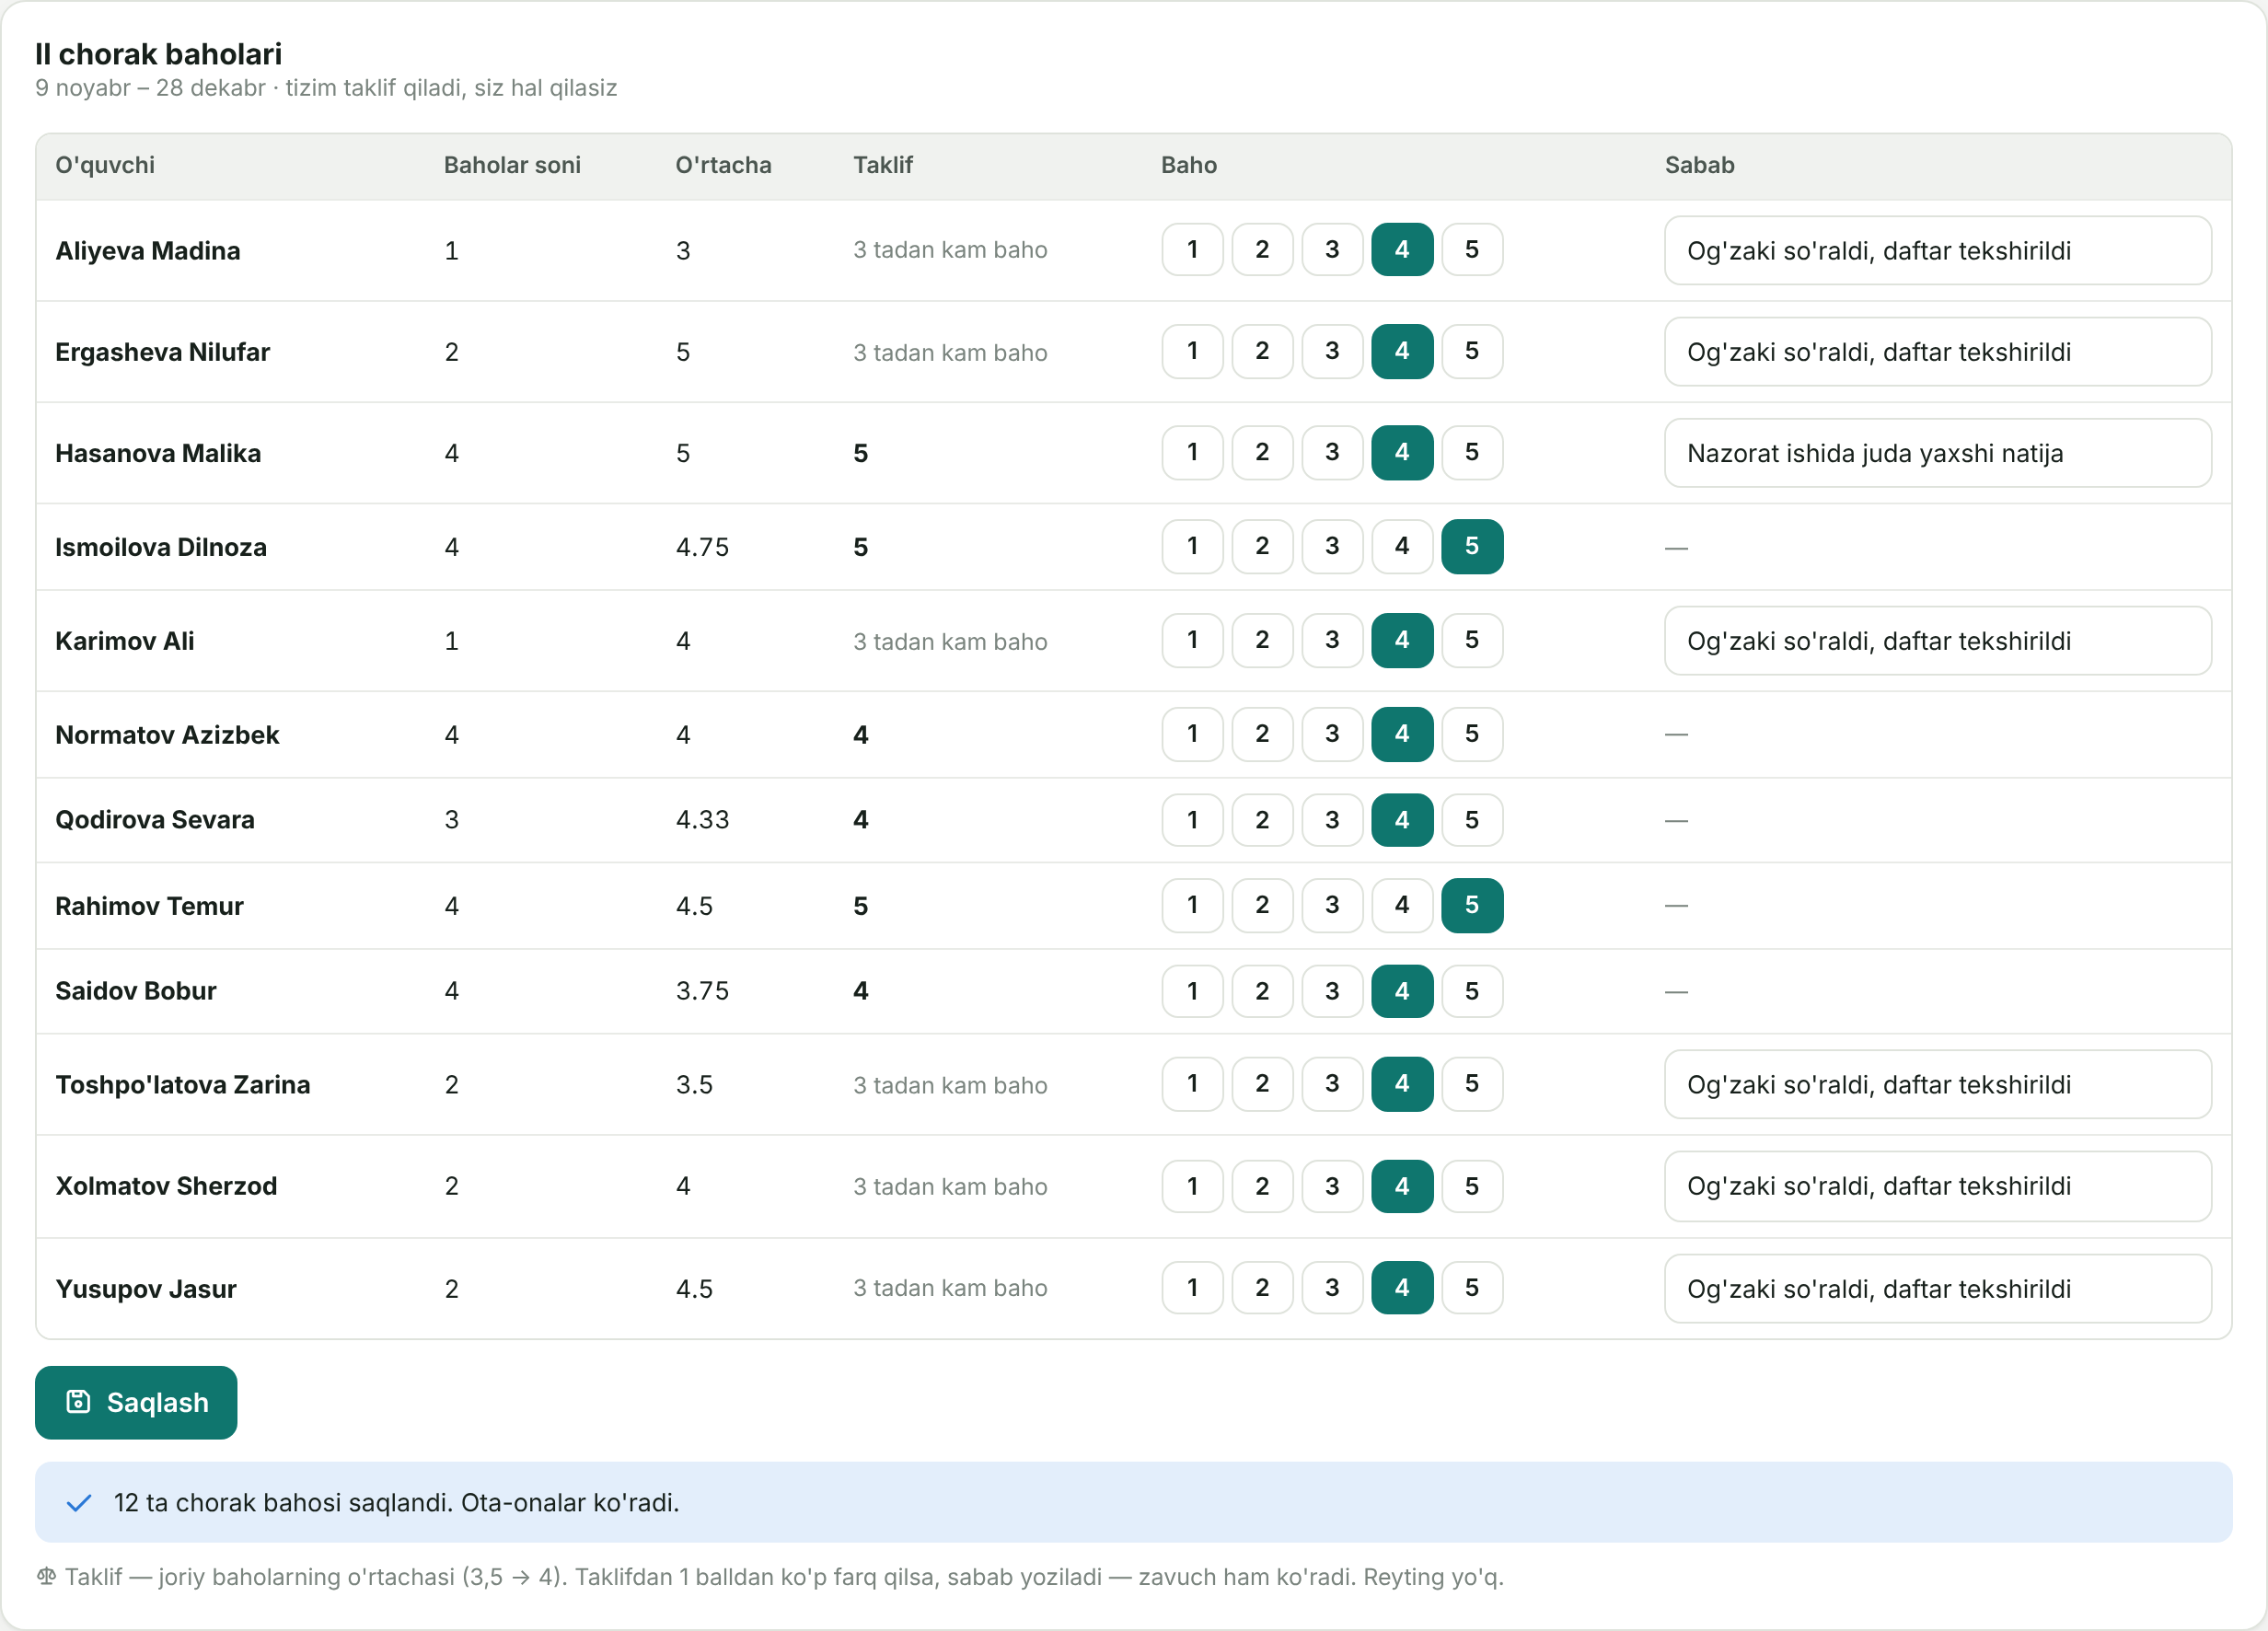 II chorak baholari
9 noyabr – 28 dekabr · tizim taklif qiladi, siz hal qilasiz
O'quvchi Baholar soni O'rtacha Taklif Baho Sabab
Aliyeva Madina 1 3 3 tadan kam baho 1 2 3 4 5 Og'zaki so'raldi, daftar tekshirildi
Ergasheva Nilufar 2 5 3 tadan kam baho 1 2 3 4 5 Og'zaki so'raldi, daftar tekshirildi
Hasanova Malika 4 5 5 1 2 3 4 5 Nazorat ishida juda yaxshi natija
Ismoilova Dilnoza 4 4.75 5 1 2 3 4 5 —
Karimov Ali 1 4 3 tadan kam baho 1 2 3 4 5 Og'zaki so'raldi, daftar tekshirildi
Normatov Azizbek 4 4 4 1 2 3 4 5 —
Qodirova Sevara 3 4.33 4 1 2 3 4 5 —
Rahimov Temur 4 4.5 5 1 2 3 4 5 —
Saidov Bobur 4 3.75 4 1 2 3 4 5 —
Toshpo'latova Zarina 2 3.5 3 tadan kam baho 1 2 3 4 5 Og'zaki so'raldi, daftar tekshirildi
Xolmatov Sherzod 2 4 3 tadan kam baho 1 2 3 4 5 Og'zaki so'raldi, daftar tekshirildi
Yusupov Jasur 2 4.5 3 tadan kam baho 1 2 3 4 5 Og'zaki so'raldi, daftar tekshirildi
Saqlash
12 ta chorak bahosi saqlandi. Ota-onalar ko'radi.
Taklif — joriy baholarning o'rtachasi (3,5 → 4). Taklifdan 1 balldan ko'p farq qilsa, sabab yoziladi — zavuch ham ko'radi. Reyting yo'q.